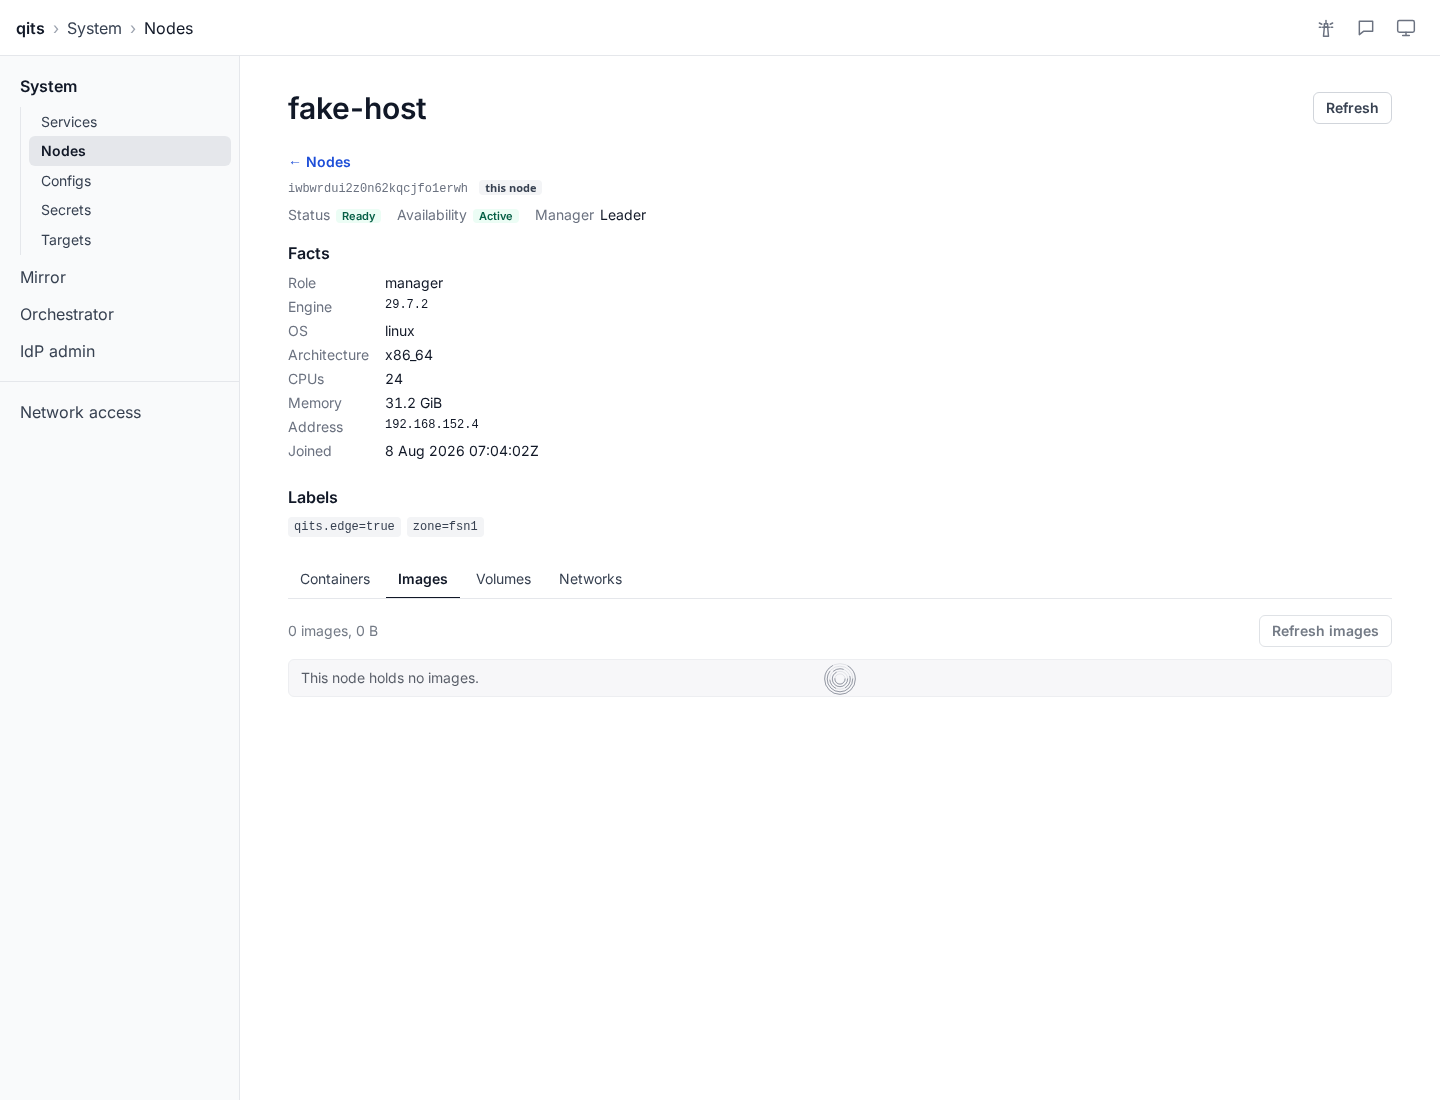 qits › System › Nodes
System
Services
Nodes
Configs
Secrets
Targets
Mirror
Orchestrator
IdP admin
Network access
fake-host
Refresh
← Nodes
iwbwrdui2z0n62kqcjfo1erwh this node
Status Ready Availability Active Manager Leader
Facts
Role manager
Engine 29.7.2
OS linux
Architecture x86_64
CPUs 24
Memory 31.2 GiB
Address 192.168.152.4
Joined 8 Aug 2026 07:04:02Z
Labels
qits.edge=true zone=fsn1
Containers Images Volumes Networks
0 images, 0 B
Refresh images
This node holds no images.